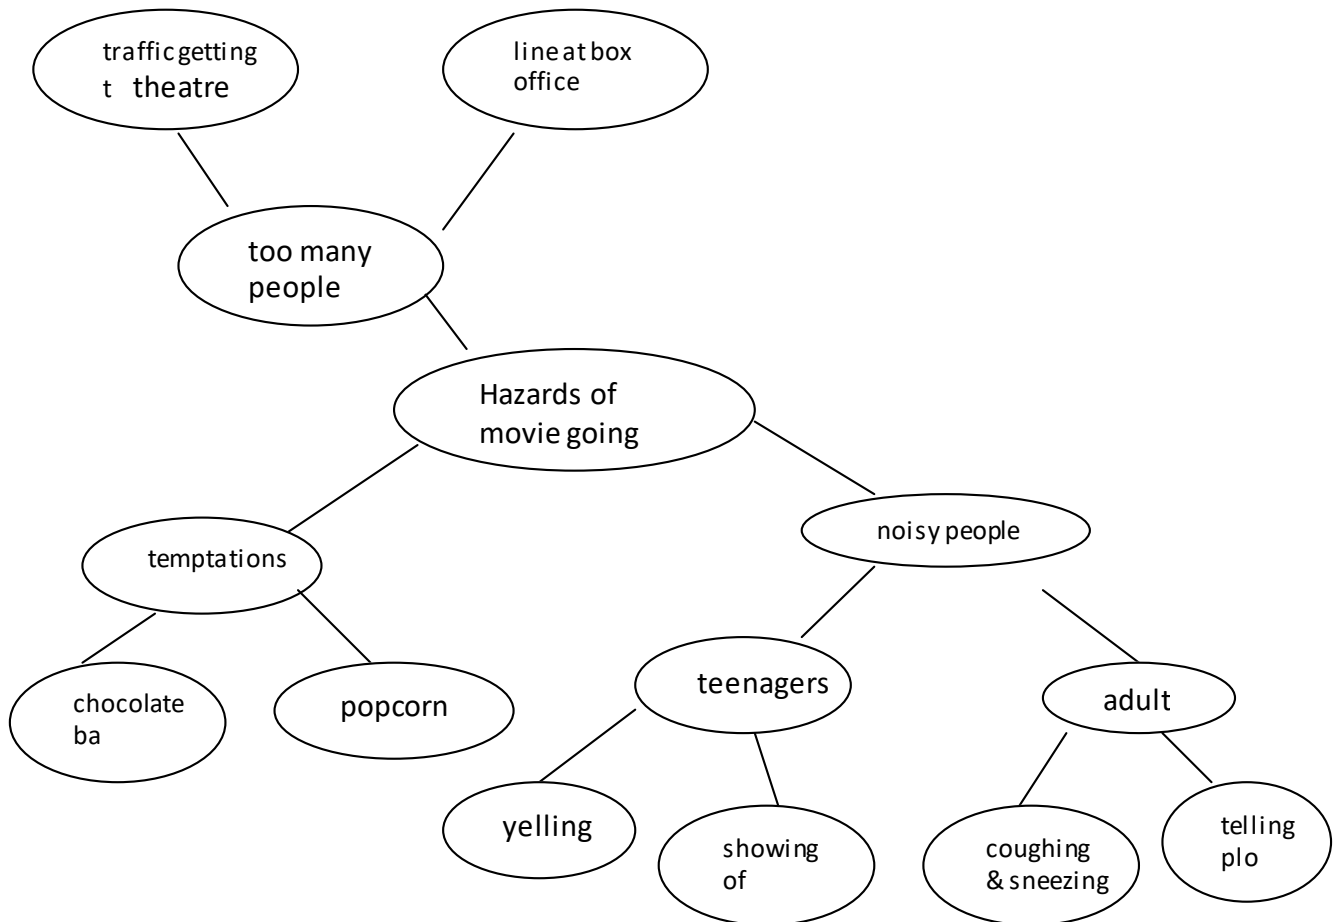 traffic getting
t theatre
line at box
office
too many
people
Hazards of
movie going
temptations
noisy people
chocolate
ba
popcorn
teenagers
adult
yelling
showing
of
coughing
& sneezing
telling
plo